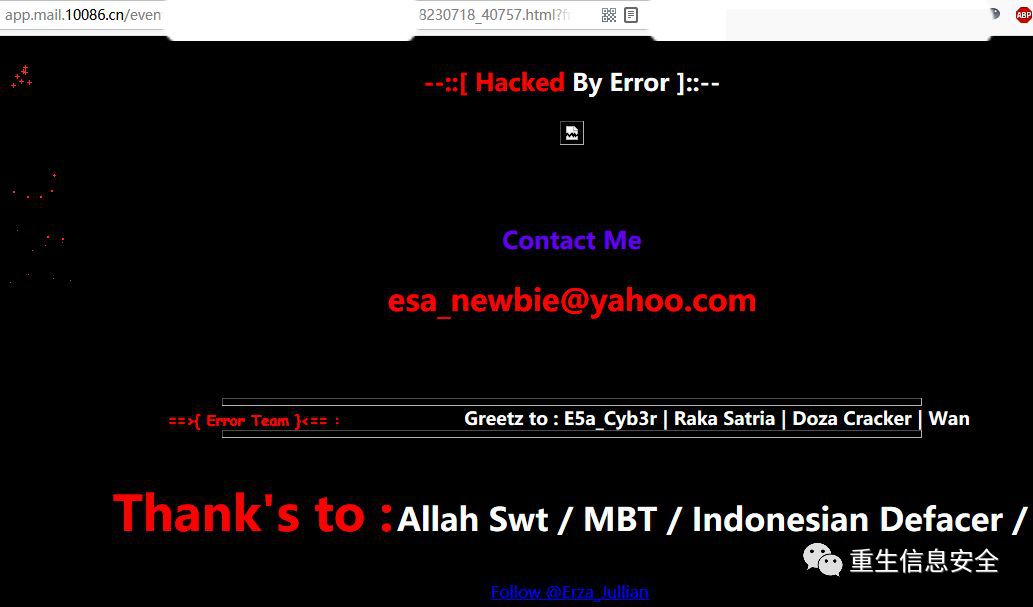 app.mail.10086.cn/even 8230718_40757.html?f
ABP
--::[ Hacked By Error ]::--
Contact Me
esa_newbie@yahoo.com
==>{ Error Team }<== : Greetz to : E5a_Cyb3r | Raka Satria | Doza Cracker | Wan
Thank's to : Allah Swt / MBT / Indonesian Defacer /
重生信息安全
Follow @Erza_Jullian